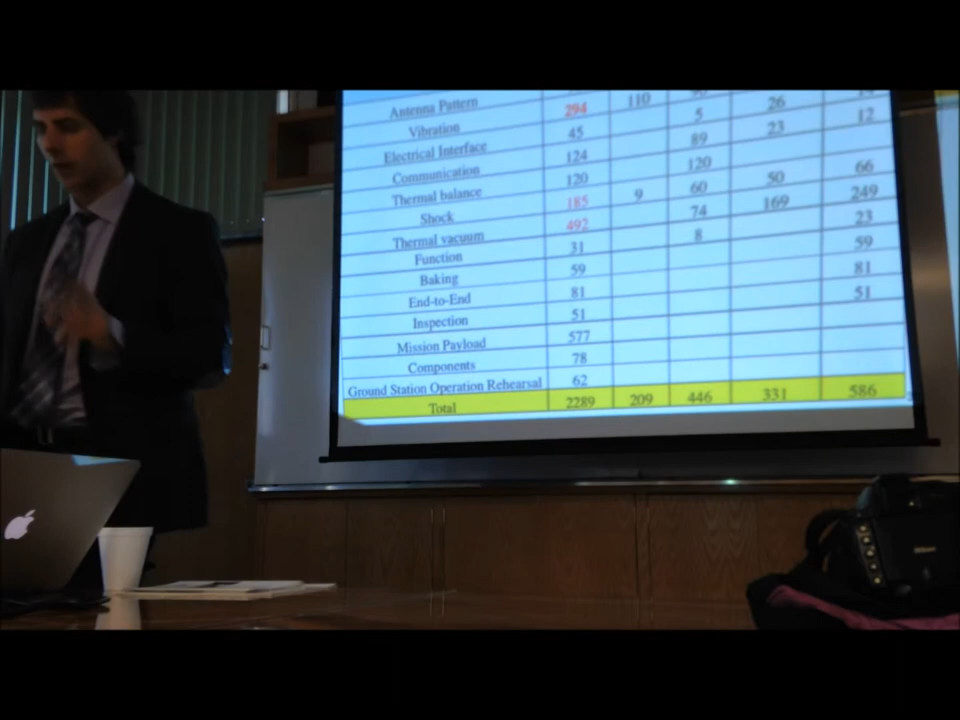 Antenna Pattern
Vibration 294 110
Electrical Interface 45 5 26
Communication 124 89 23 12
Thermal balance 120 120
Shock 185 9 60 50 66
Thermal vacuum 492 74 169 249
Function 31 8 23
Baking 59 59
End-to-End 81 81
Inspection 51 51
Mission Payload 577
Components 78
Ground Station Operation Rehearsal 62
Total 2289 209 446 331 586
Nikon